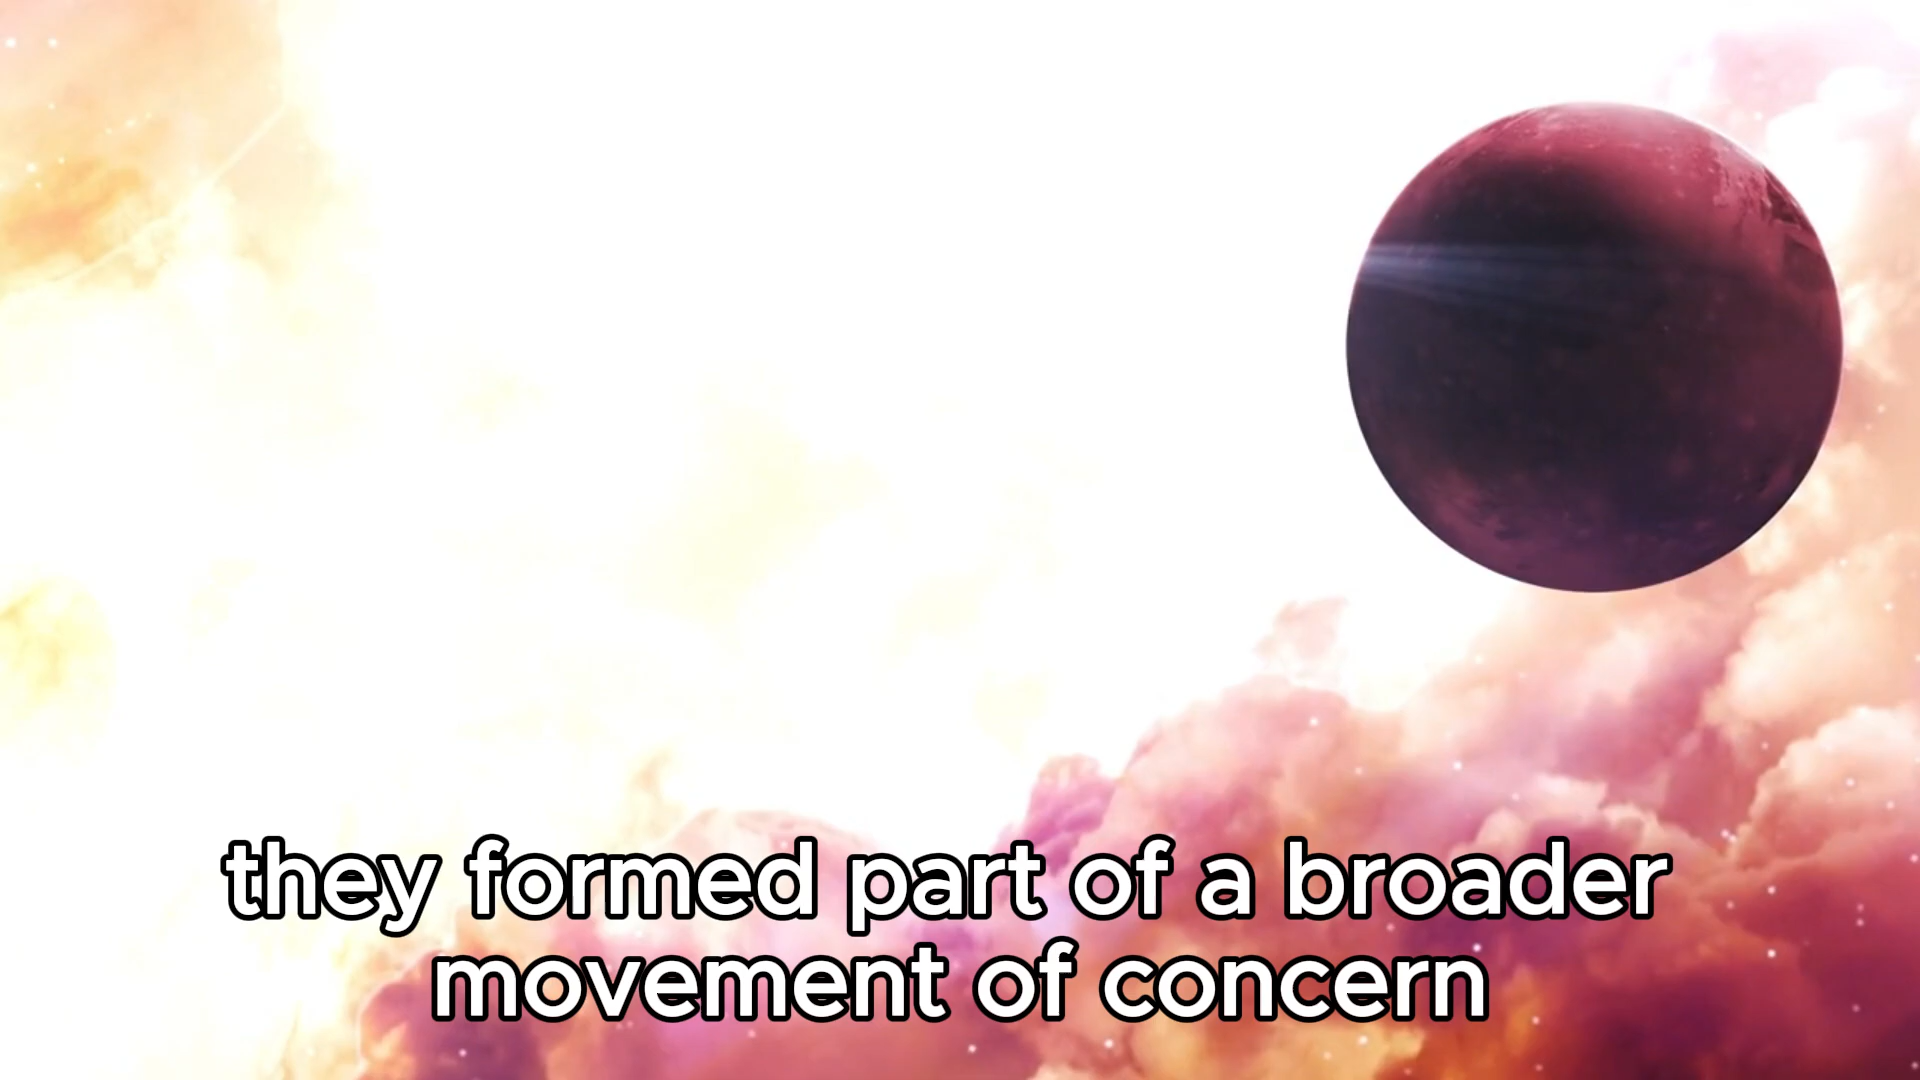 they formed part of a broader
movement of concern